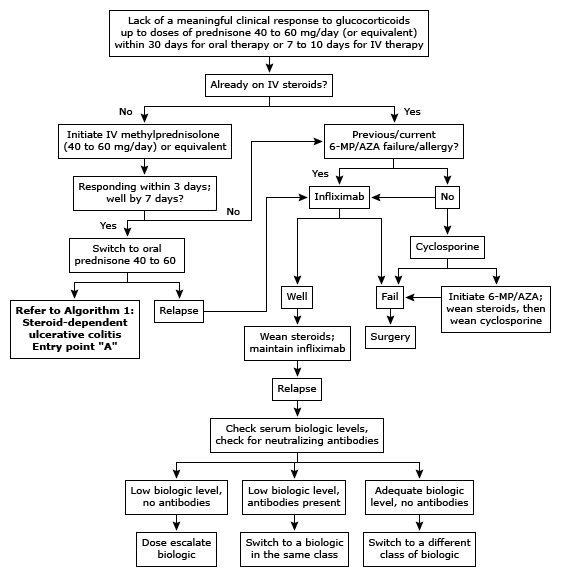 Lack of a meaningful clinical response to glucocorticoids
up to doses of prednisone 40 to 60 mg/day (or equivalent)
within 30 days for oral therapy or 7 to 10 days for IV therapy
Already on IV steroids?
No
Yes
Initiate IV methylprednisolone
(40 to 60 mg/day) or equivalent
Previous/current
6-MP/AZA failure/allergy?
Responding within 3 days;
well by 7 days?
Yes
No
Yes
Infliximab
No
Switch to oral
prednisone 40 to 60
Cyclosporine
Refer to Algorithm 1:
Steroid-dependent
ulcerative colitis
Entry point "A"
Relapse
Well
Fail
Initiate 6-MP/AZA;
wean steroids, then
wean cyclosporine
Wean steroids;
maintain infliximab
Surgery
Relapse
Check serum biologic levels,
check for neutralizing antibodies
Low biologic level,
no antibodies
Low biologic level,
antibodies present
Adequate biologic
level, no antibodies
Dose escalate
biologic
Switch to a biologic
in the same class
Switch to a different
class of biologic